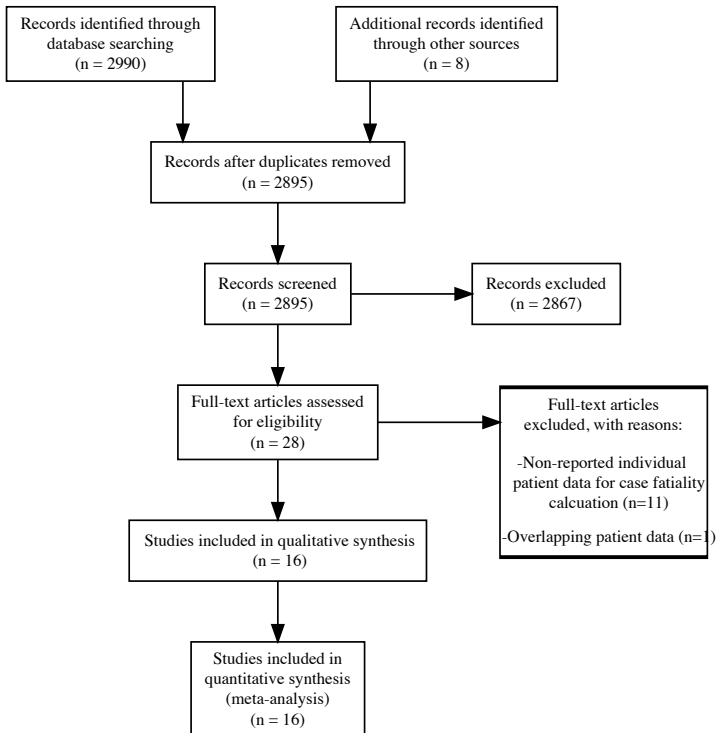 Records identified through
database searching
(n = 2990)
Additional records identified
through other sources
(n = 8)
Records after duplicates removed
(n = 2895)
Records screened
(n = 2895)
Records excluded
(n = 2867)
Full-text articles assessed
for eligibility
(n = 28)
Full-text articles
excluded, with reasons:
-Non-reported individual
patient data for case fatiality
calcuation (n=11)
-Overlapping patient data (n=1)
Studies included in qualitative synthesis
(n = 16)
Studies included in
quantitative synthesis
(meta-analysis)
(n = 16)